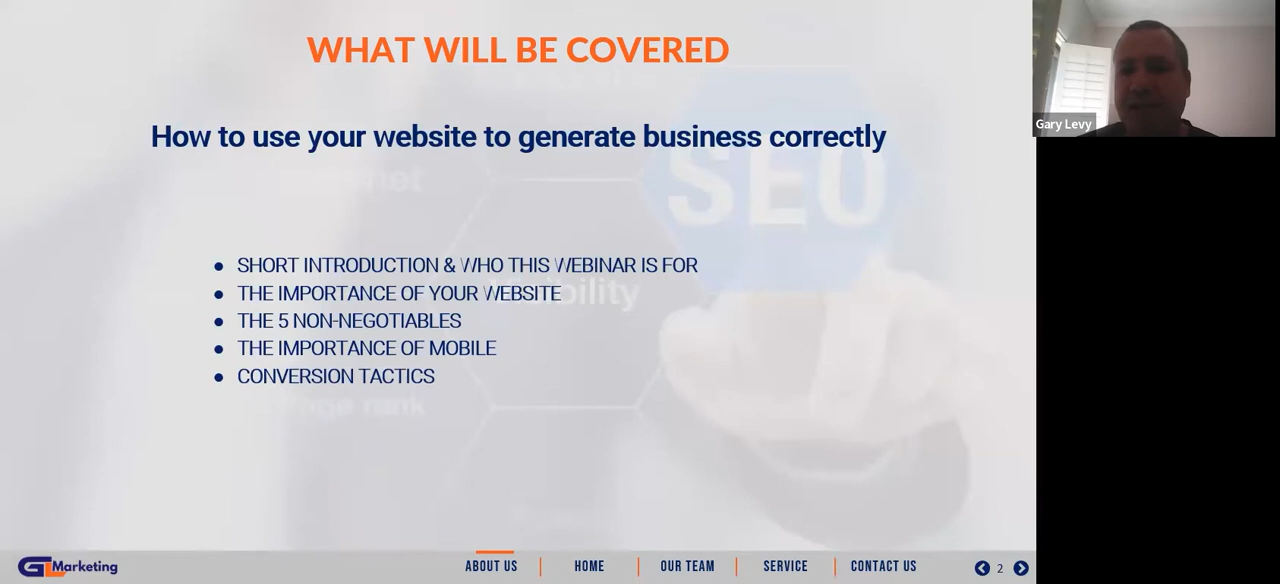 WHAT WILL BE COVERED
How to use your website to generate business correctly
SEO
• SHORT INTRODUCTION & WHO THIS WEBINAR IS FOR
• THE IMPORTANCE OF YOUR WEBSITE
• THE 5 NON-NEGOTIABLES
• THE IMPORTANCE OF MOBILE
• CONVERSION TACTICS
rank
GL Marketing
ABOUT US
HOME
OUR TEAM
SERVICE
CONTACT US
2
Gary Levy